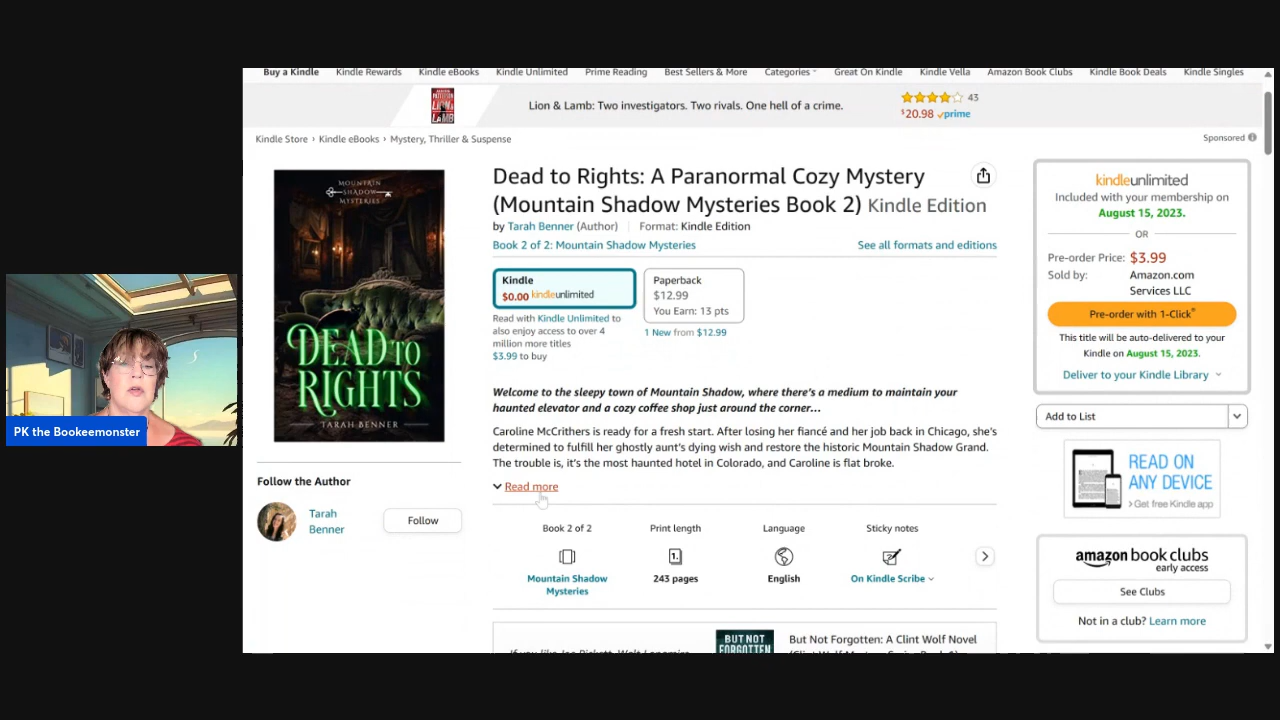 Buy a Kindle Kindle Rewards Kindle eBooks Kindle Unlimited Prime Reading Best Sellers & More Categories Great On Kindle Kindle Vella Amazon Book Clubs Kindle Book Deals Kindle Singles
LION &
LAMB
Lion & Lamb: Two investigators. Two rivals. One hell of a crime.
43
$20.98 prime
Kindle Store › Kindle eBooks › Mystery, Thriller & Suspense
Sponsored
MOUNTAIN
SHADOW
MYSTERIES
DEAD TO
RIGHTS
TARAH BENNER
Follow the Author
Tarah
Benner
Follow
PK the Bookeemonster
Dead to Rights: A Paranormal Cozy Mystery
(Mountain Shadow Mysteries Book 2) Kindle Edition
by Tarah Benner (Author) Format: Kindle Edition
Book 2 of 2: Mountain Shadow Mysteries
See all formats and editions
Kindle
$0.00 kindleunlimited
Read with Kindle Unlimited to
also enjoy access to over 4
million more titles
$3.99 to buy
Paperback
$12.99
You Earn: 13 pts
1 New from $12.99
Welcome to the sleepy town of Mountain Shadow, where there's a medium to maintain your
haunted elevator and a cozy coffee shop just around the corner…
Caroline McCrithers is ready for a fresh start. After losing her fiancé and her job back in Chicago, she's
determined to fulfill her ghostly aunt's dying wish and restore the historic Mountain Shadow Grand.
The trouble is, it's the most haunted hotel in Colorado, and Caroline is flat broke.
Read more
Book 2 of 2
Mountain Shadow
Mysteries
Print length
1.
243 pages
Language
English
Sticky notes
On Kindle Scribe
BUT NOT
FORGOTTEN
But Not Forgotten: A Clint Wolf Novel
kindleunlimited
Included with your membership on
August 15, 2023.
OR
Pre-order Price: $3.99
Sold by: Amazon.com
Services LLC
Pre-order with 1-Click®
This title will be auto-delivered to your
Kindle on August 15, 2023.
Deliver to your Kindle Library
Add to List
READ ON
ANY DEVICE
› Get free Kindle app
amazon book clubs
early access
See Clubs
Not in a club? Learn more